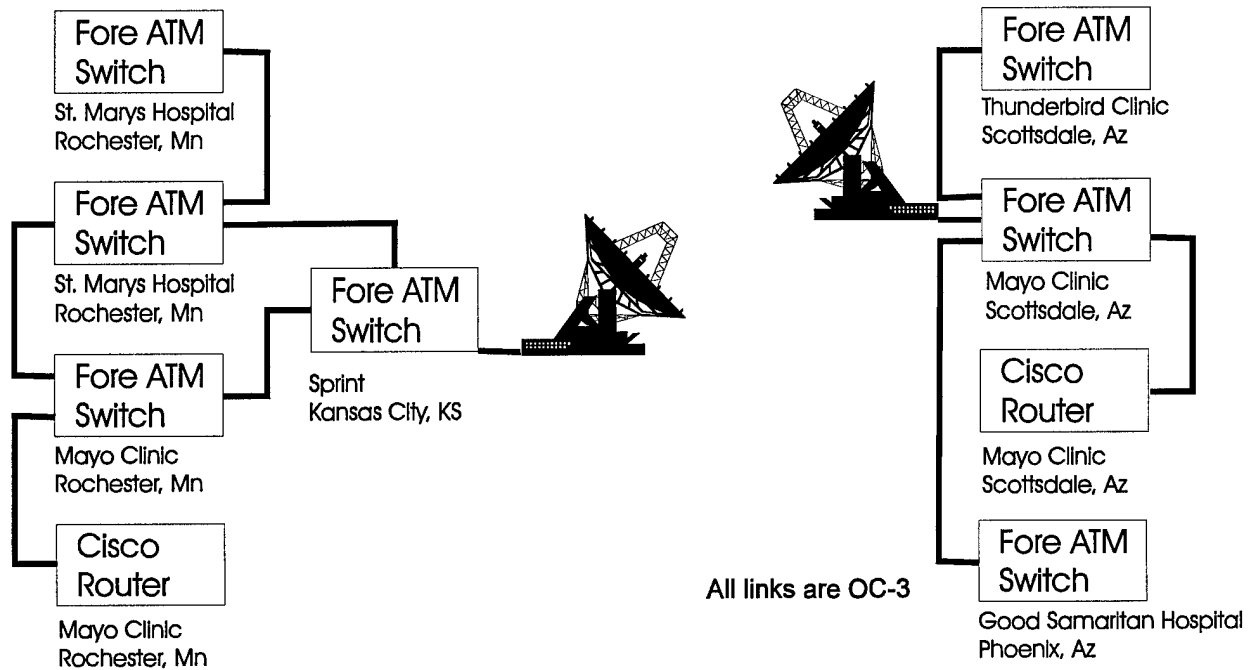 Fore ATM
Switch
St. Marys Hospital
Rochester, Mn
Fore ATM
Switch
St. Marys Hospital
Rochester, Mn
Fore ATM
Switch
Mayo Clinic
Rochester, Mn
Cisco
Router
Mayo Clinic
Rochester, Mn
Fore ATM
Switch
Sprint
Kansas City, KS
Fore ATM
Switch
Thunderbird Clinic
Scottsdale, Az
Fore ATM
Switch
Mayo Clinic
Scottsdale, Az
Cisco
Router
Mayo Clinic
Scottsdale, Az
Fore ATM
Switch
Good Samaritan Hospital
Phoenix, Az
All links are OC-3